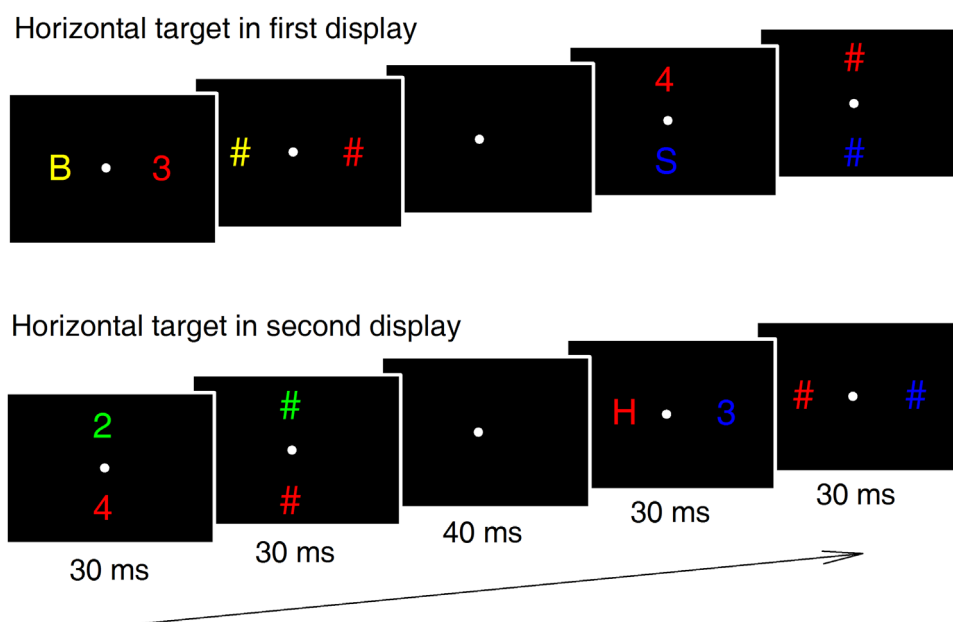 Horizontal target in first display
B 3
# #
4
S
#
#
Horizontal target in second display
2
4
#
#
H 3
# #
30 ms
30 ms
40 ms
30 ms
30 ms